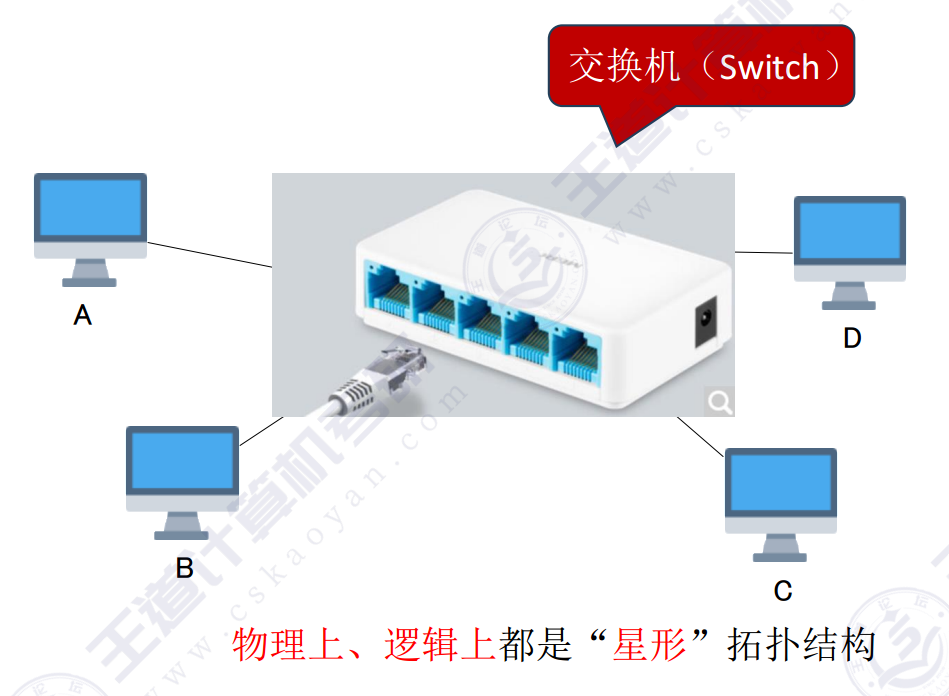 交换机（Switch）
A
D
B
C
物理上、逻辑上都是“星形”拓扑结构
王道计算机考研
www.cskaoyan.com